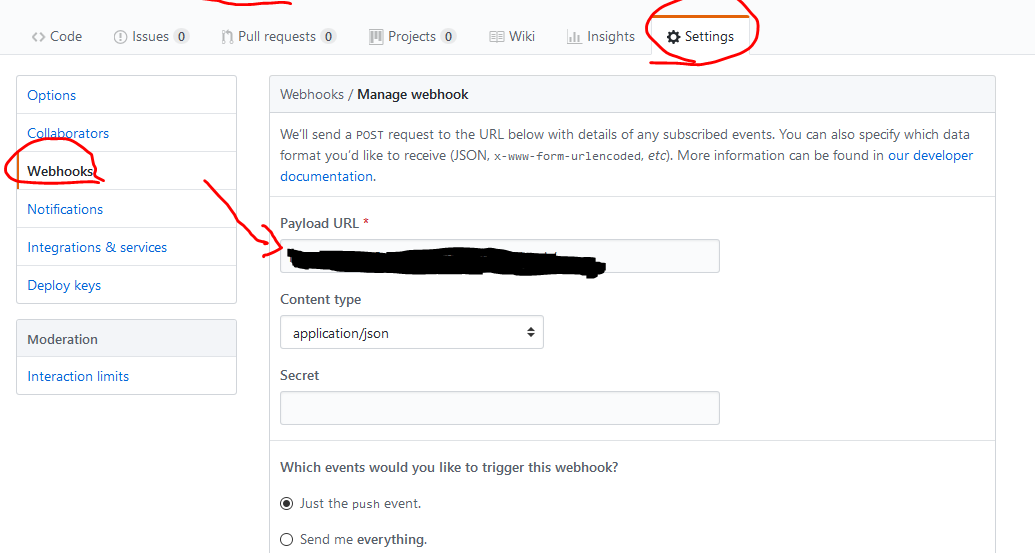 Code Issues 0 Pull requests 0 Projects 0 Wiki Insights Settings
Options
Collaborators
Webhooks
Notifications
Integrations & services
Deploy keys
Moderation
Interaction limits
Webhooks / Manage webhook
We'll send a POST request to the URL below with details of any subscribed events. You can also specify which data
format you'd like to receive (JSON, x-www-form-urlencoded, etc). More information can be found in our developer
documentation.
Payload URL *
Content type
application/json
Secret
Which events would you like to trigger this webhook?
Just the push event.
Send me everything.